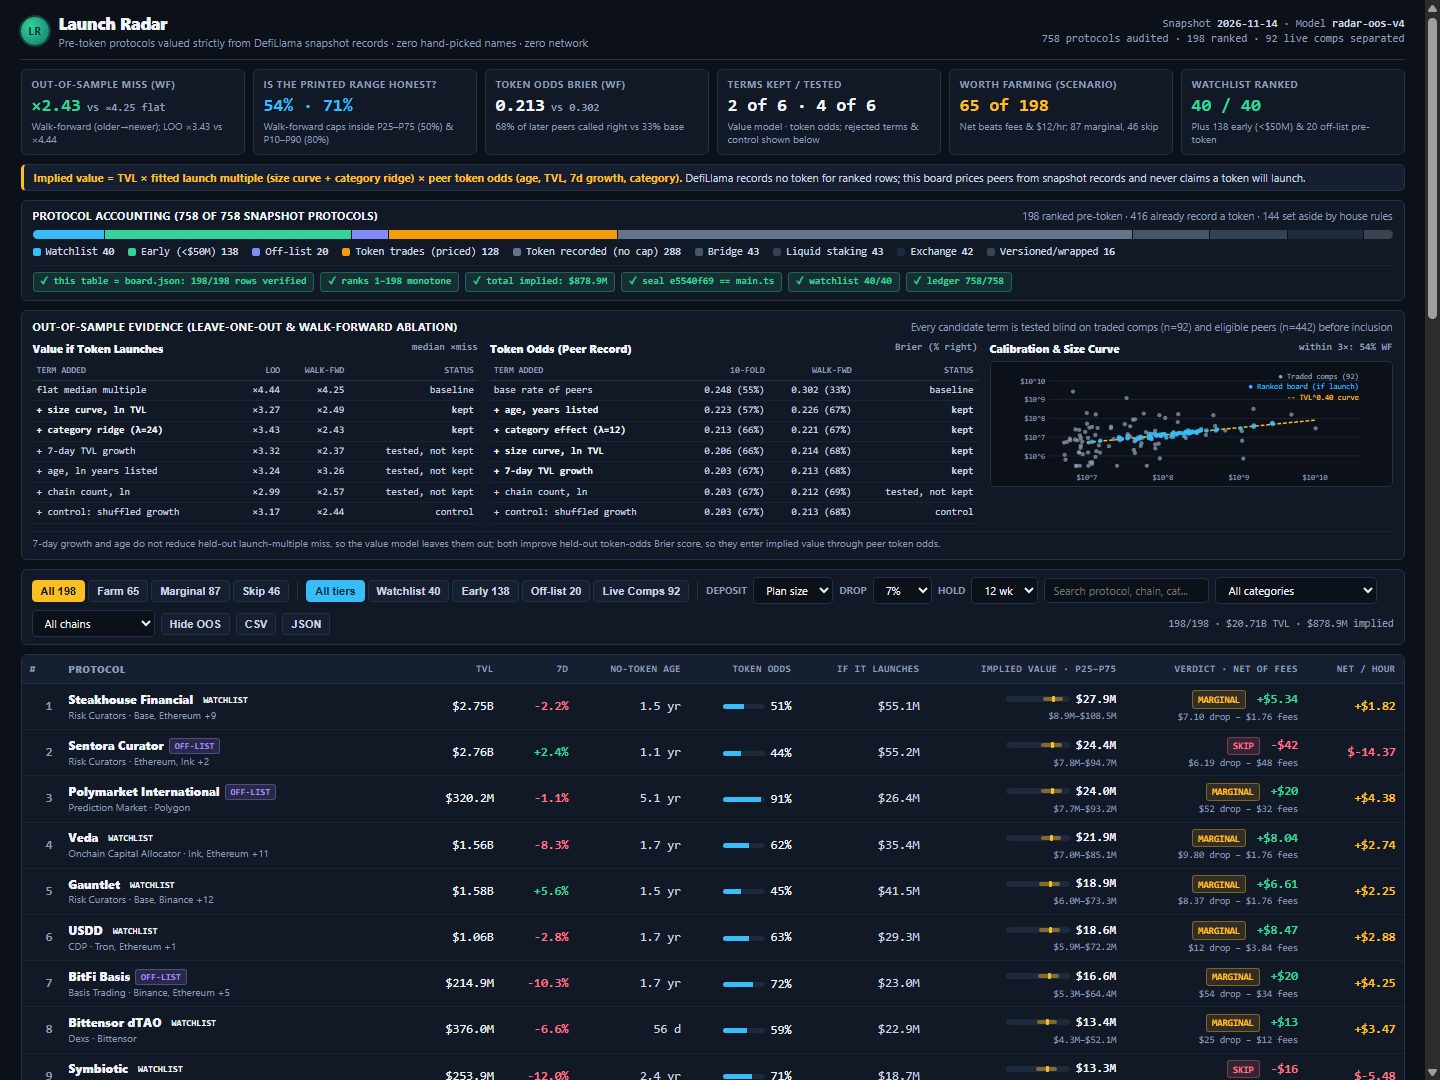 LR
Launch Radar
Pre-token protocols valued strictly from DefiLlama snapshot records · zero hand-picked names · zero network
Snapshot 2026-11-14 · Model radar-oos-v4
758 protocols audited · 198 ranked · 92 live comps separated
OUT-OF-SAMPLE MISS (WF)
×2.43 vs ×4.25 flat
Walk-forward (older→newer); LOO ×3.43 vs
×4.44
IS THE PRINTED RANGE HONEST?
54% · 71%
Walk-forward caps inside P25–P75 (50%) &
P10–P90 (80%)
TOKEN ODDS BRIER (WF)
0.213 vs 0.302
68% of later peers called right vs 33% base
TERMS KEPT / TESTED
2 of 6 · 4 of 6
Value model · token odds; rejected terms &
control shown below
WORTH FARMING (SCENARIO)
65 of 198
Net beats fees & $12/hr; 87 marginal, 46 skip
WATCHLIST RANKED
40 / 40
Plus 138 early (<$50M) & 20 off-list pre-
token
Implied value = TVL × fitted launch multiple (size curve + category ridge) × peer token odds (age, TVL, 7d growth, category). DefiLlama records no token for ranked rows; this board prices peers from snapshot records and never claims a token will launch.
PROTOCOL ACCOUNTING (758 OF 758 SNAPSHOT PROTOCOLS)
198 ranked pre-token · 416 already record a token · 144 set aside by house rules
Watchlist 40
Early (<$50M) 138
Off-list 20
Token trades (priced) 128
Token recorded (no cap) 288
Bridge 43
Liquid staking 43
Exchange 42
Versioned/wrapped 16
✓ this table = board.json: 198/198 rows verified
✓ ranks 1–198 monotone
✓ total implied: $878.9M
✓ seal e5540f69 == main.ts
✓ watchlist 40/40
✓ ledger 758/758
OUT-OF-SAMPLE EVIDENCE (LEAVE-ONE-OUT & WALK-FORWARD ABLATION)
Every candidate term is tested blind on traded comps (n=92) and eligible peers (n=442) before inclusion
Value if Token Launches
median ×miss
TERM ADDED LOO WALK-FWD STATUS
flat median multiple ×4.44 ×4.25 baseline
+ size curve, ln TVL ×3.27 ×2.49 kept
+ category ridge (λ=24) ×3.43 ×2.43 kept
+ 7-day TVL growth ×3.32 ×2.37 tested, not kept
+ age, ln years listed ×3.24 ×3.26 tested, not kept
+ chain count, ln ×2.99 ×2.57 tested, not kept
+ control: shuffled growth ×3.17 ×2.44 control
Token Odds (Peer Record)
Brier (% right)
TERM ADDED 10-FOLD WALK-FWD STATUS
base rate of peers 0.248 (55%) 0.302 (33%) baseline
+ age, years listed 0.223 (57%) 0.226 (67%) kept
+ category effect (λ=12) 0.213 (66%) 0.221 (67%) kept
+ size curve, ln TVL 0.206 (66%) 0.214 (68%) kept
+ 7-day TVL growth 0.203 (67%) 0.213 (68%) kept
+ chain count, ln 0.203 (67%) 0.212 (69%) tested, not kept
+ control: shuffled growth 0.203 (67%) 0.213 (68%) control
Calibration & Size Curve
within 3×: 54% WF
● Traded comps (92)
● Ranked board (if launch)
-- TVL^0.40 curve
$10^10
$10^9
$10^8
$10^7
$10^6
$10^7 $10^8 $10^9 $10^10
7-day growth and age do not reduce held-out launch-multiple miss, so the value model leaves them out; both improve held-out token-odds Brier score, so they enter implied value through peer token odds.
All 198 Farm 65 Marginal 87 Skip 46 All tiers Watchlist 40 Early 138 Off-list 20 Live Comps 92 DEPOSIT Plan size DROP 7% HOLD 12 wk Search protocol, chain, cat... All categories
All chains Hide OOS CSV JSON
198/198 · $20.71B TVL · $878.9M implied
# PROTOCOL TVL 7D NO-TOKEN AGE TOKEN ODDS IF IT LAUNCHES IMPLIED VALUE · P25–P75 VERDICT · NET OF FEES NET / HOUR
1 Steakhouse Financial WATCHLIST $2.75B -2.2% 1.5 yr 51% $55.1M $27.9M MARGINAL +$5.34 +$1.82
Risk Curators · Base, Ethereum +9 $8.9M–$108.5M $7.10 drop − $1.76 fees
2 Sentora Curator OFF-LIST $2.76B +2.4% 1.1 yr 44% $55.2M $24.4M SKIP -$42 $-14.37
Risk Curators · Ethereum, Ink +2 $7.8M–$94.7M $6.19 drop − $48 fees
3 Polymarket International OFF-LIST $320.2M -1.1% 5.1 yr 91% $26.4M $24.0M MARGINAL +$20 +$4.38
Prediction Market · Polygon $7.7M–$93.2M $52 drop − $32 fees
4 Veda WATCHLIST $1.56B -8.3% 1.7 yr 62% $35.4M $21.9M MARGINAL +$8.04 +$2.74
Onchain Capital Allocator · Ink, Ethereum +11 $7.0M–$85.1M $9.80 drop − $1.76 fees
5 Gauntlet WATCHLIST $1.58B +5.6% 1.5 yr 45% $41.5M $18.9M MARGINAL +$6.61 +$2.25
Risk Curators · Base, Binance +12 $6.0M–$73.3M $8.37 drop − $1.76 fees
6 USDD WATCHLIST $1.06B -2.8% 1.7 yr 63% $29.3M $18.6M MARGINAL +$8.47 +$2.88
CDP · Tron, Ethereum +1 $5.9M–$72.2M $12 drop − $3.84 fees
7 BitFi Basis OFF-LIST $214.9M -10.3% 1.7 yr 72% $23.0M $16.6M MARGINAL +$20 +$4.25
Basis Trading · Binance, Ethereum +5 $5.3M–$64.4M $54 drop − $34 fees
8 Bittensor dTAO WATCHLIST $376.0M -6.6% 56 d 59% $22.9M $13.4M MARGINAL +$13 +$3.47
Dexs · Bittensor $4.3M–$52.1M $25 drop − $12 fees
9 Symbiotic WATCHLIST $253.9M -12.0% 2.4 yr 71% $18.7M $13.3M SKIP -$16 $-5.48